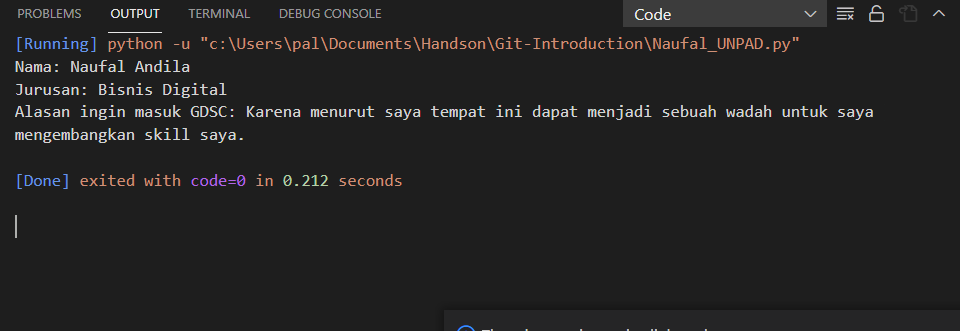 PROBLEMS OUTPUT TERMINAL DEBUG CONSOLE Code
[Running] python -u "c:\Users\pal\Documents\Handson\Git-Introduction\Naufal_UNPAD.py"
Nama: Naufal Andila
Jurusan: Bisnis Digital
Alasan ingin masuk GDSC: Karena menurut saya tempat ini dapat menjadi sebuah wadah untuk saya
mengembangkan skill saya.
[Done] exited with code=0 in 0.212 seconds